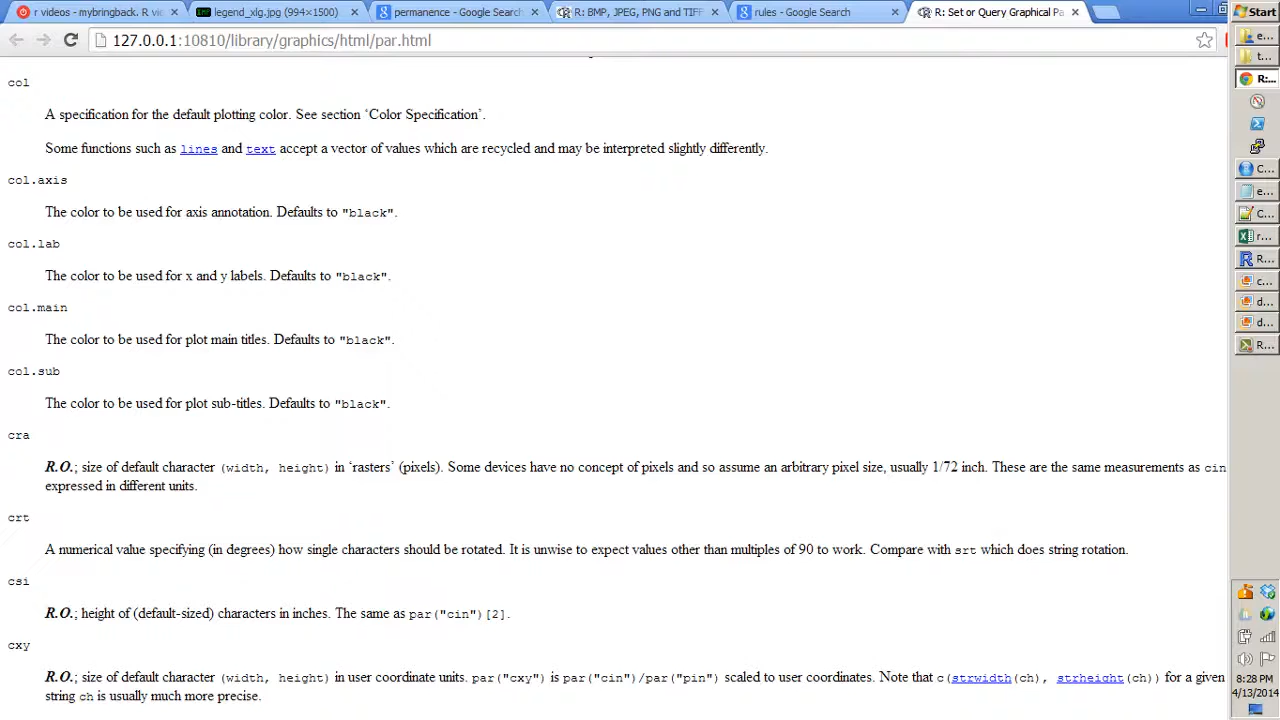 r videos - mybringback. R vi
legend_xlg.jpg (994×1500)
permanence - Google Search
R: BMP, JPEG, PNG and TIFF
rules - Google Search
R: Set or Query Graphical Pa
127.0.0.1:10810/library/graphics/html/par.html
col
A specification for the default plotting color. See section ‘Color Specification’.
Some functions such as lines and text accept a vector of values which are recycled and may be interpreted slightly differently.
col.axis
The color to be used for axis annotation. Defaults to "black".
col.lab
The color to be used for x and y labels. Defaults to "black".
col.main
The color to be used for plot main titles. Defaults to "black".
col.sub
The color to be used for plot sub-titles. Defaults to "black".
cra
R.O.; size of default character (width, height) in ‘rasters’ (pixels). Some devices have no concept of pixels and so assume an arbitrary pixel size, usually 1/72 inch. These are the same measurements as cin
expressed in different units.
crt
A numerical value specifying (in degrees) how single characters should be rotated. It is unwise to expect values other than multiples of 90 to work. Compare with srt which does string rotation.
csi
R.O.; height of (default-sized) characters in inches. The same as par("cin")[2].
cxy
R.O.; size of default character (width, height) in user coordinate units. par("cxy") is par("cin")/par("pin") scaled to user coordinates. Note that c(strwidth(ch), strheight(ch)) for a given
string ch is usually much more precise.
Start
e...
t...
R:...
C...
e...
C...
r...
R...
c...
d...
d...
R...
8:28 PM
4/13/2014